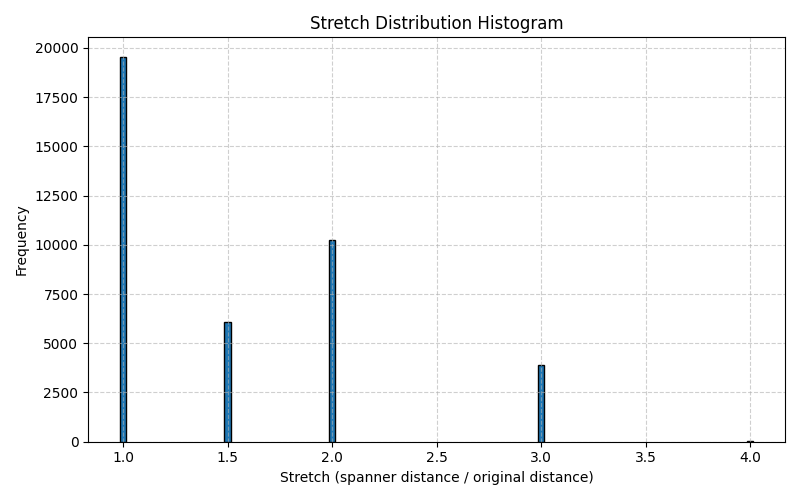 Stretch Distribution Histogram
Frequency
20000
17500
15000
12500
10000
7500
5000
2500
0
1.0 1.5 2.0 2.5 3.0 3.5 4.0
Stretch (spanner distance / original distance)